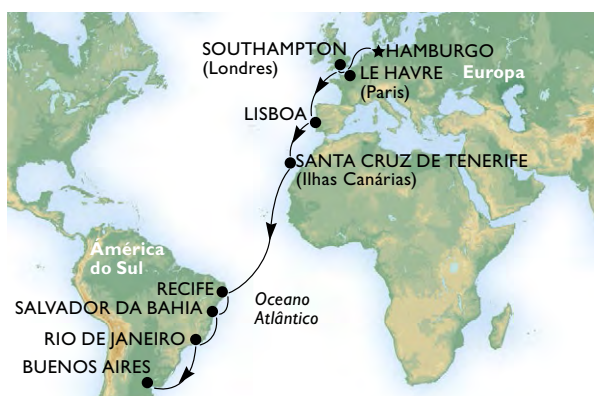 SOUTHAMPTON
(Londres)
HAMBURGO
LE HAVRE
(Paris)
Europa
LISBOA
SANTA CRUZ DE TENERIFE
(Ilhas Canárias)
Ámérica
do Sul
RECIFE
SALVADOR DA BAHIA
Oceano
Atlântico
RIO DE JANEIRO
BUENOS AIRES